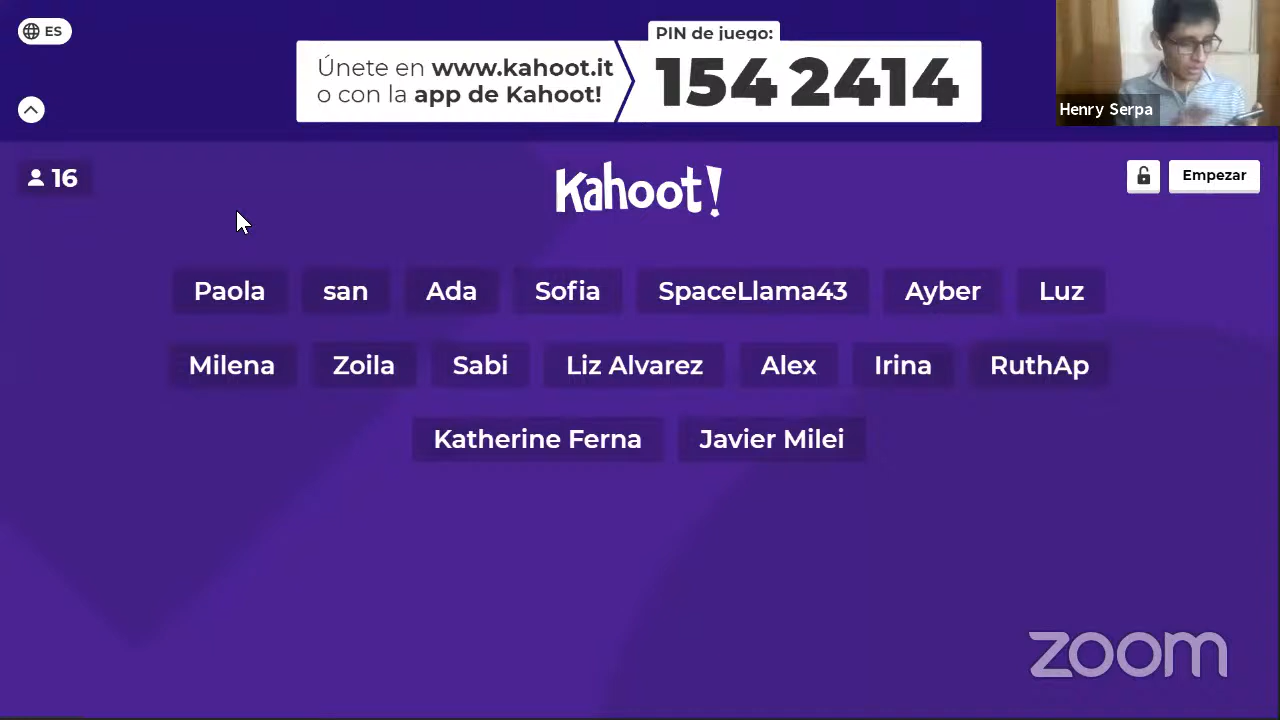 ES
PIN de juego:
Únete en www.kahoot.it
o con la app de Kahoot!
154 2414
Henry Serpa
16
Kahoot!
Empezar
Paola san Ada Sofia SpaceLlama43 Ayber Luz
Milena Zoila Sabi Liz Alvarez Alex Irina RuthAp
Katherine Ferna Javier Milei
zoom